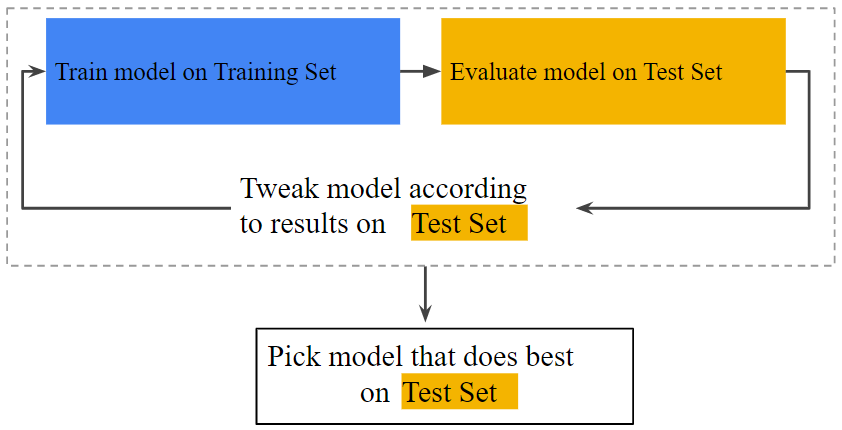 Train model on Training Set
Evaluate model on Test Set
Tweak model according
to results on Test Set
Pick model that does best
on Test Set